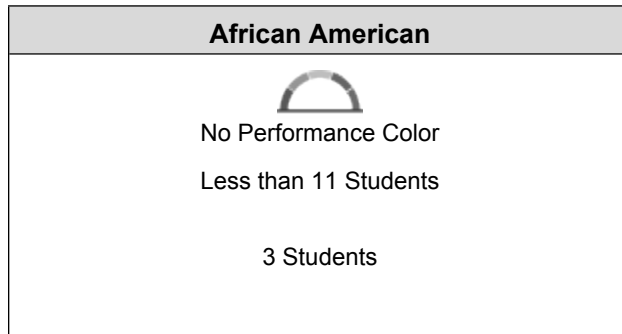 African American
No Performance Color
Less than 11 Students
3 Students